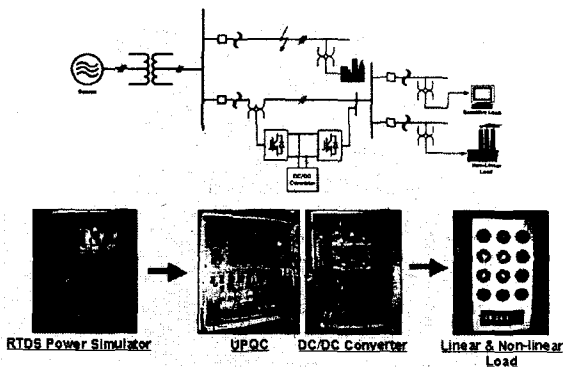 Source
DC/DC
Converter
Sensitive Load
Non-Linear
Load
RTDS Power Simulator
UPQC
DC/DC Converter
Linear & Non-linear
Load